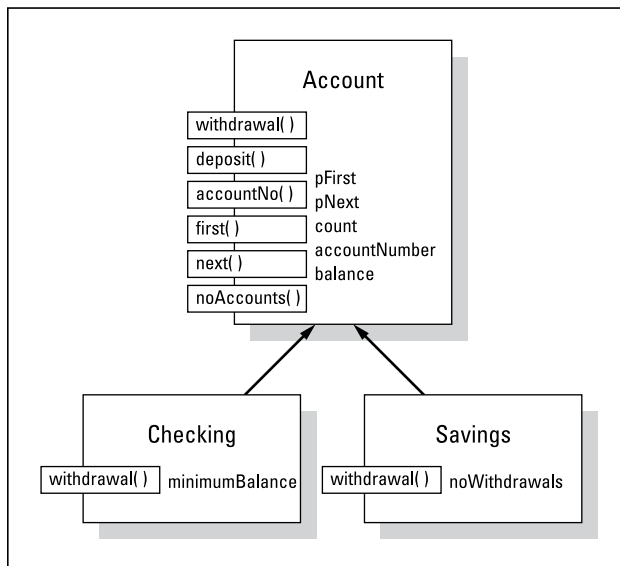 Account
withdrawal( )
deposit( )
accountNo( )
first( )
next( )
noAccounts( )
pFirst
pNext
count
accountNumber
balance
Checking
withdrawal( )
minimumBalance
Savings
withdrawal( )
noWithdrawals